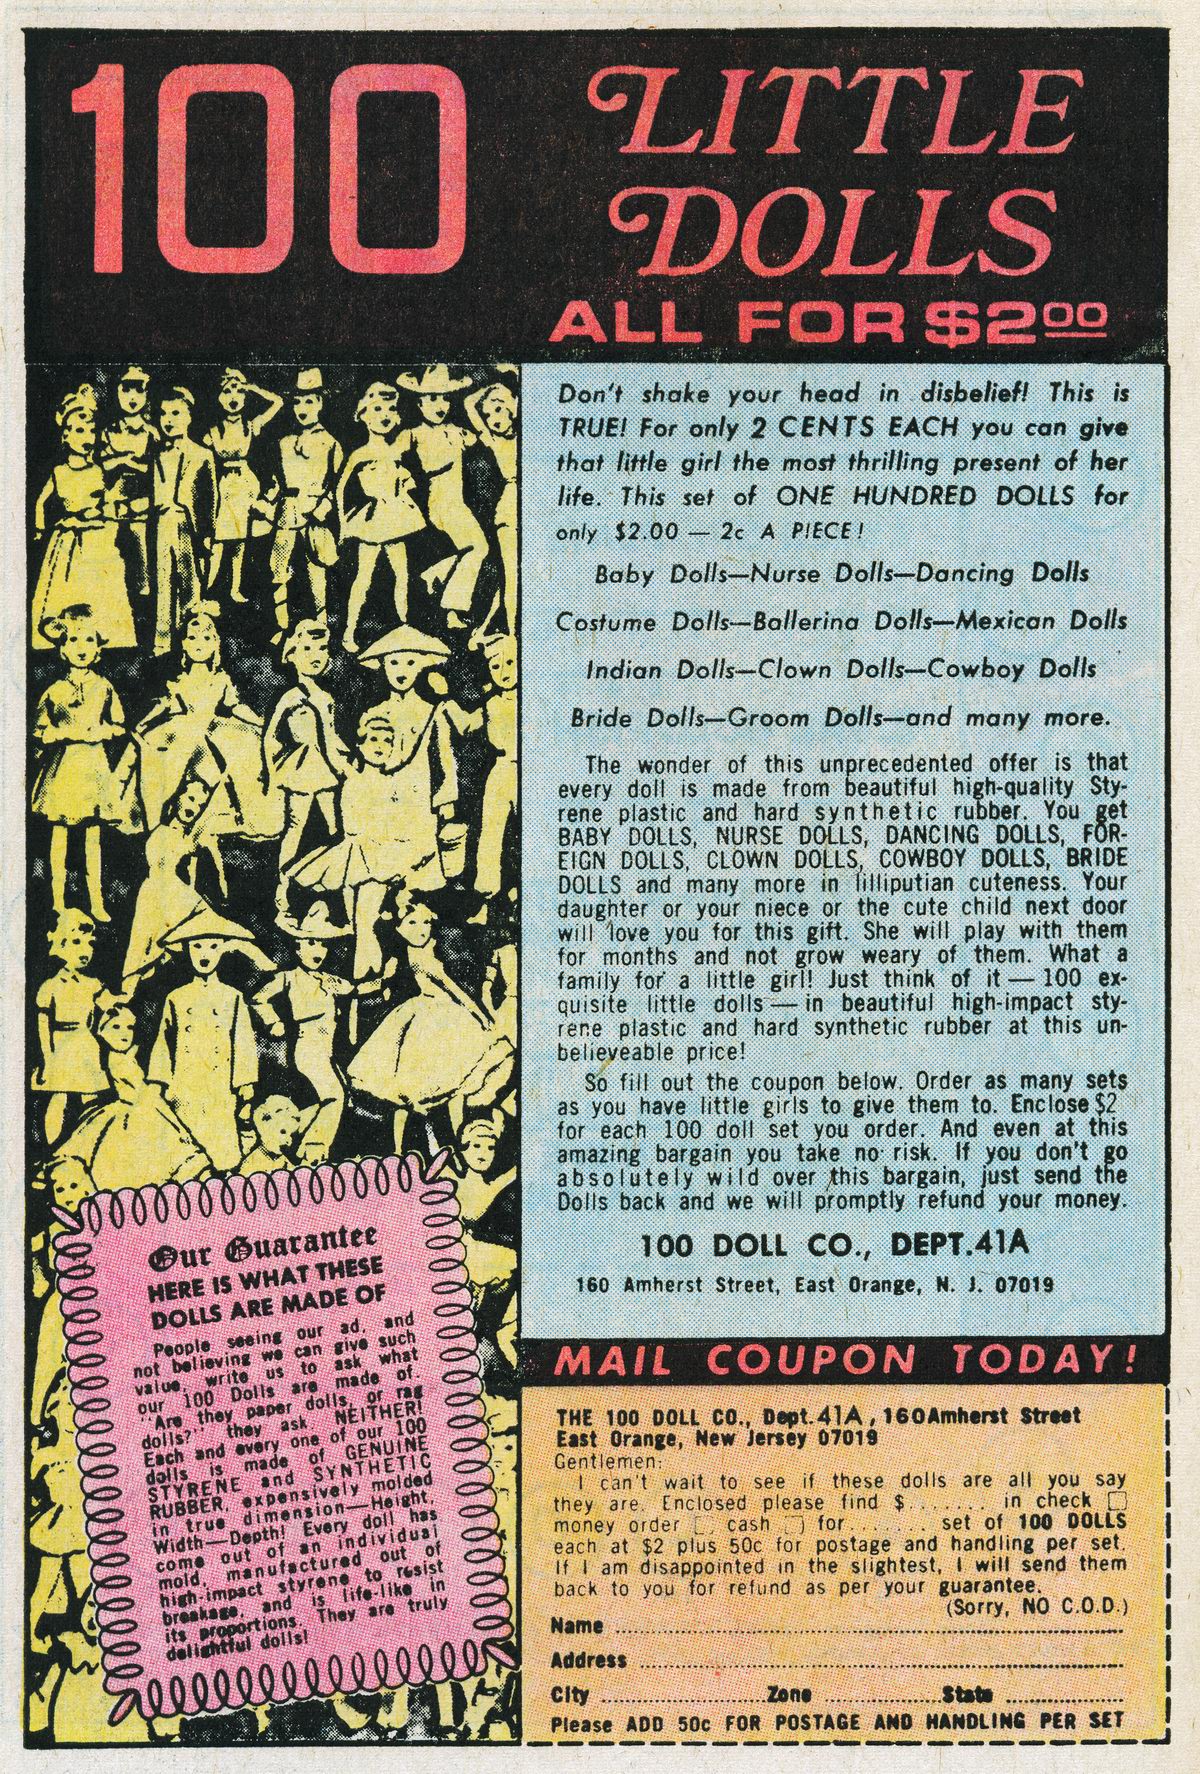 100
LITTLE
DOLLS
ALL FOR $2.00
Don't shake your head in disbelief! This is
TRUE! For only 2 CENTS EACH you can give
that little girl the most thrilling present of her
life. This set of ONE HUNDRED DOLLS for
only $2.00 — 2c A PIECE!
Baby Dolls—Nurse Dolls—Dancing Dolls
Costume Dolls—Ballerina Dolls—Mexican Dolls
Indian Dolls—Clown Dolls—Cowboy Dolls
Bride Dolls—Groom Dolls—and many more.
The wonder of this unprecedented offer is that
every doll is made from beautiful high-quality Sty-
rene plastic and hard synthetic rubber. You get
BABY DOLLS, NURSE DOLLS, DANCING DOLLS, FOR-
EIGN DOLLS, CLOWN DOLLS, COWBOY DOLLS, BRIDE
DOLLS and many more in lilliputian cuteness. Your
daughter or your niece or the cute child next door
will love you for this gift. She will play with them
for months and not grow weary of them. What a
family for a little girl! Just think of it — 100 ex-
quisite little dolls — in beautiful high-impact sty-
rene plastic and hard synthetic rubber at this un-
believeable price!
So fill out the coupon below. Order as many sets
as you have little girls to give them to. Enclose $2
for each 100 doll set you order. And even at this
amazing bargain you take no risk. If you don't go
absolutely wild over this bargain, just send the
Dolls back and we will promptly refund your money.
100 DOLL CO., DEPT.41A
160 Amherst Street, East Orange, N. J. 07019
Our Guarantee
HERE IS WHAT THESE
DOLLS ARE MADE OF
People seeing our ad, and
not believing we can give such
value, write us to ask what
our 100 Dolls are made of.
"Are they paper dolls, or rag
dolls?" they ask. NEITHER!
Each and every one of our 100
dolls is made of GENUINE
STYRENE and SYNTHETIC
RUBBER, expensively molded
in true dimension—Height,
Width—Depth! Every doll has
come out of an individual
mold, manufactured out of
high-impact styrene to resist
breakage, and is life-like in
its proportions. They are truly
delightful dolls!
MAIL COUPON TODAY!
THE 100 DOLL CO., Dept.41A, 160 Amherst Street
East Orange, New Jersey 07019
Gentlemen:
I can't wait to see if these dolls are all you say
they are. Enclosed please find $........ in check ☐
money order ☐, cash ☐ for........ set of 100 DOLLS
each at $2 plus 50c for postage and handling per set.
If I am disappointed in the slightest, I will send them
back to you for refund as per your guarantee.
(Sorry, NO C.O.D.)
Name
Address
City Zone State
Please ADD 50c FOR POSTAGE AND HANDLING PER SET